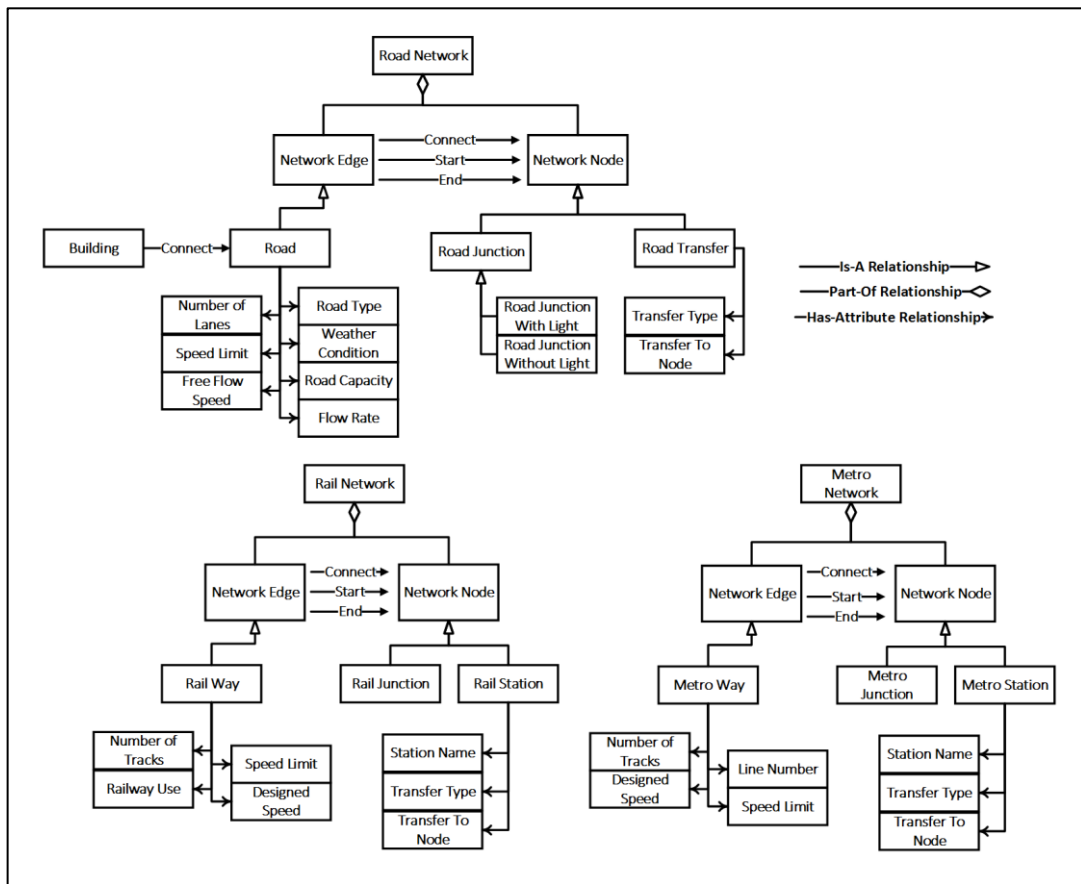 Road Network
Network Edge
Connect
Start
End
Network Node
Building
Connect
Road
Road Junction
Road Transfer
Number of
Lanes
Speed Limit
Free Flow
Speed
Road Type
Weather
Condition
Road Capacity
Flow Rate
Road Junction
With Light
Road Junction
Without Light
Transfer Type
Transfer To
Node
Is-A Relationship
Part-Of Relationship
Has-Attribute Relationship
Rail Network
Network Edge
Connect
Start
End
Network Node
Rail Way
Rail Junction
Rail Station
Number of
Tracks
Railway Use
Speed Limit
Designed
Speed
Station Name
Transfer Type
Transfer To
Node
Metro
Network
Network Edge
Connect
Start
End
Network Node
Metro Way
Metro
Junction
Metro Station
Number of
Tracks
Designed
Speed
Line Number
Speed Limit
Station Name
Transfer Type
Transfer To
Node